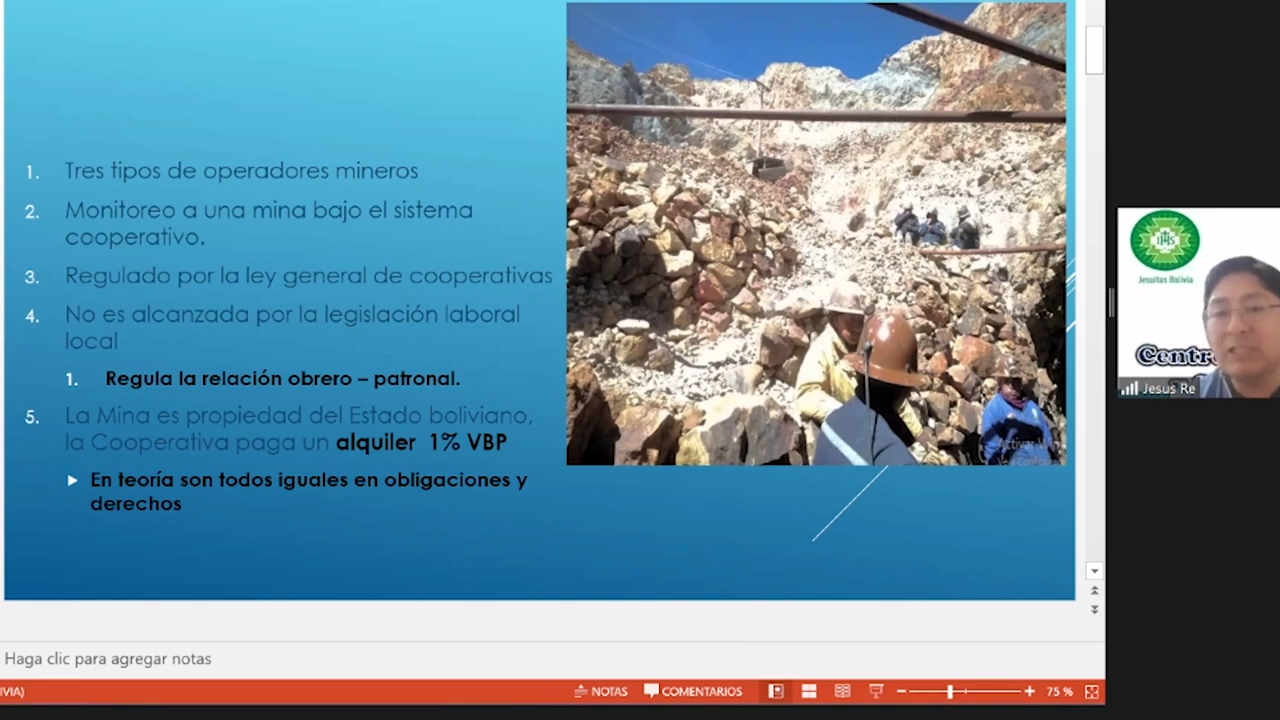 1. Tres tipos de operadores mineros
2. Monitoreo a una mina bajo el sistema
cooperativo.
3. Regulado por la ley general de cooperativas
4. No es alcanzada por la legislación laboral
local
1. Regula la relación obrero – patronal.
5. La Mina es propiedad del Estado boliviano,
la Cooperativa paga un alquiler 1% VBP
En teoría son todos iguales en obligaciones y
derechos
IHS
Jesuitas Bolivia
Centr
Jesus Re
Haga clic para agregar notas
IVIA)
NOTAS
COMENTARIOS
75 %